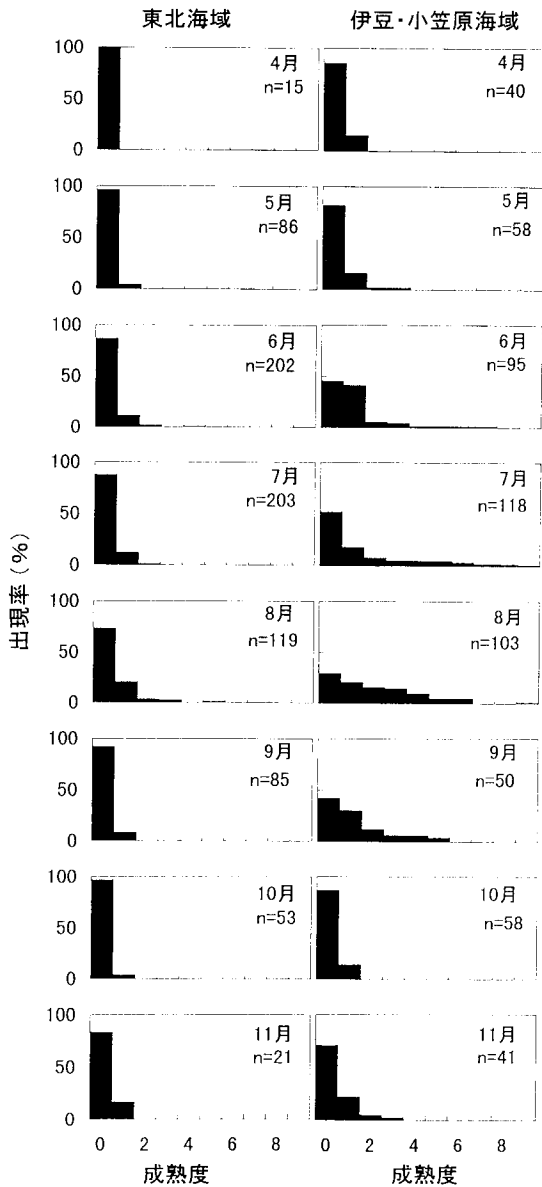 東北海域 伊豆・小笠原海域
出現率(%)
100
50
0
4月
n=15
4月
n=40
100
50
0
5月
n=86
5月
n=58
100
50
0
6月
n=202
6月
n=95
100
50
0
7月
n=203
7月
n=118
100
50
0
8月
n=119
8月
n=103
100
50
0
9月
n=85
9月
n=50
100
50
0
10月
n=53
10月
n=58
100
50
0
11月
n=21
11月
n=41
0 2 4 6 8 0 2 4 6 8
成熟度 成熟度